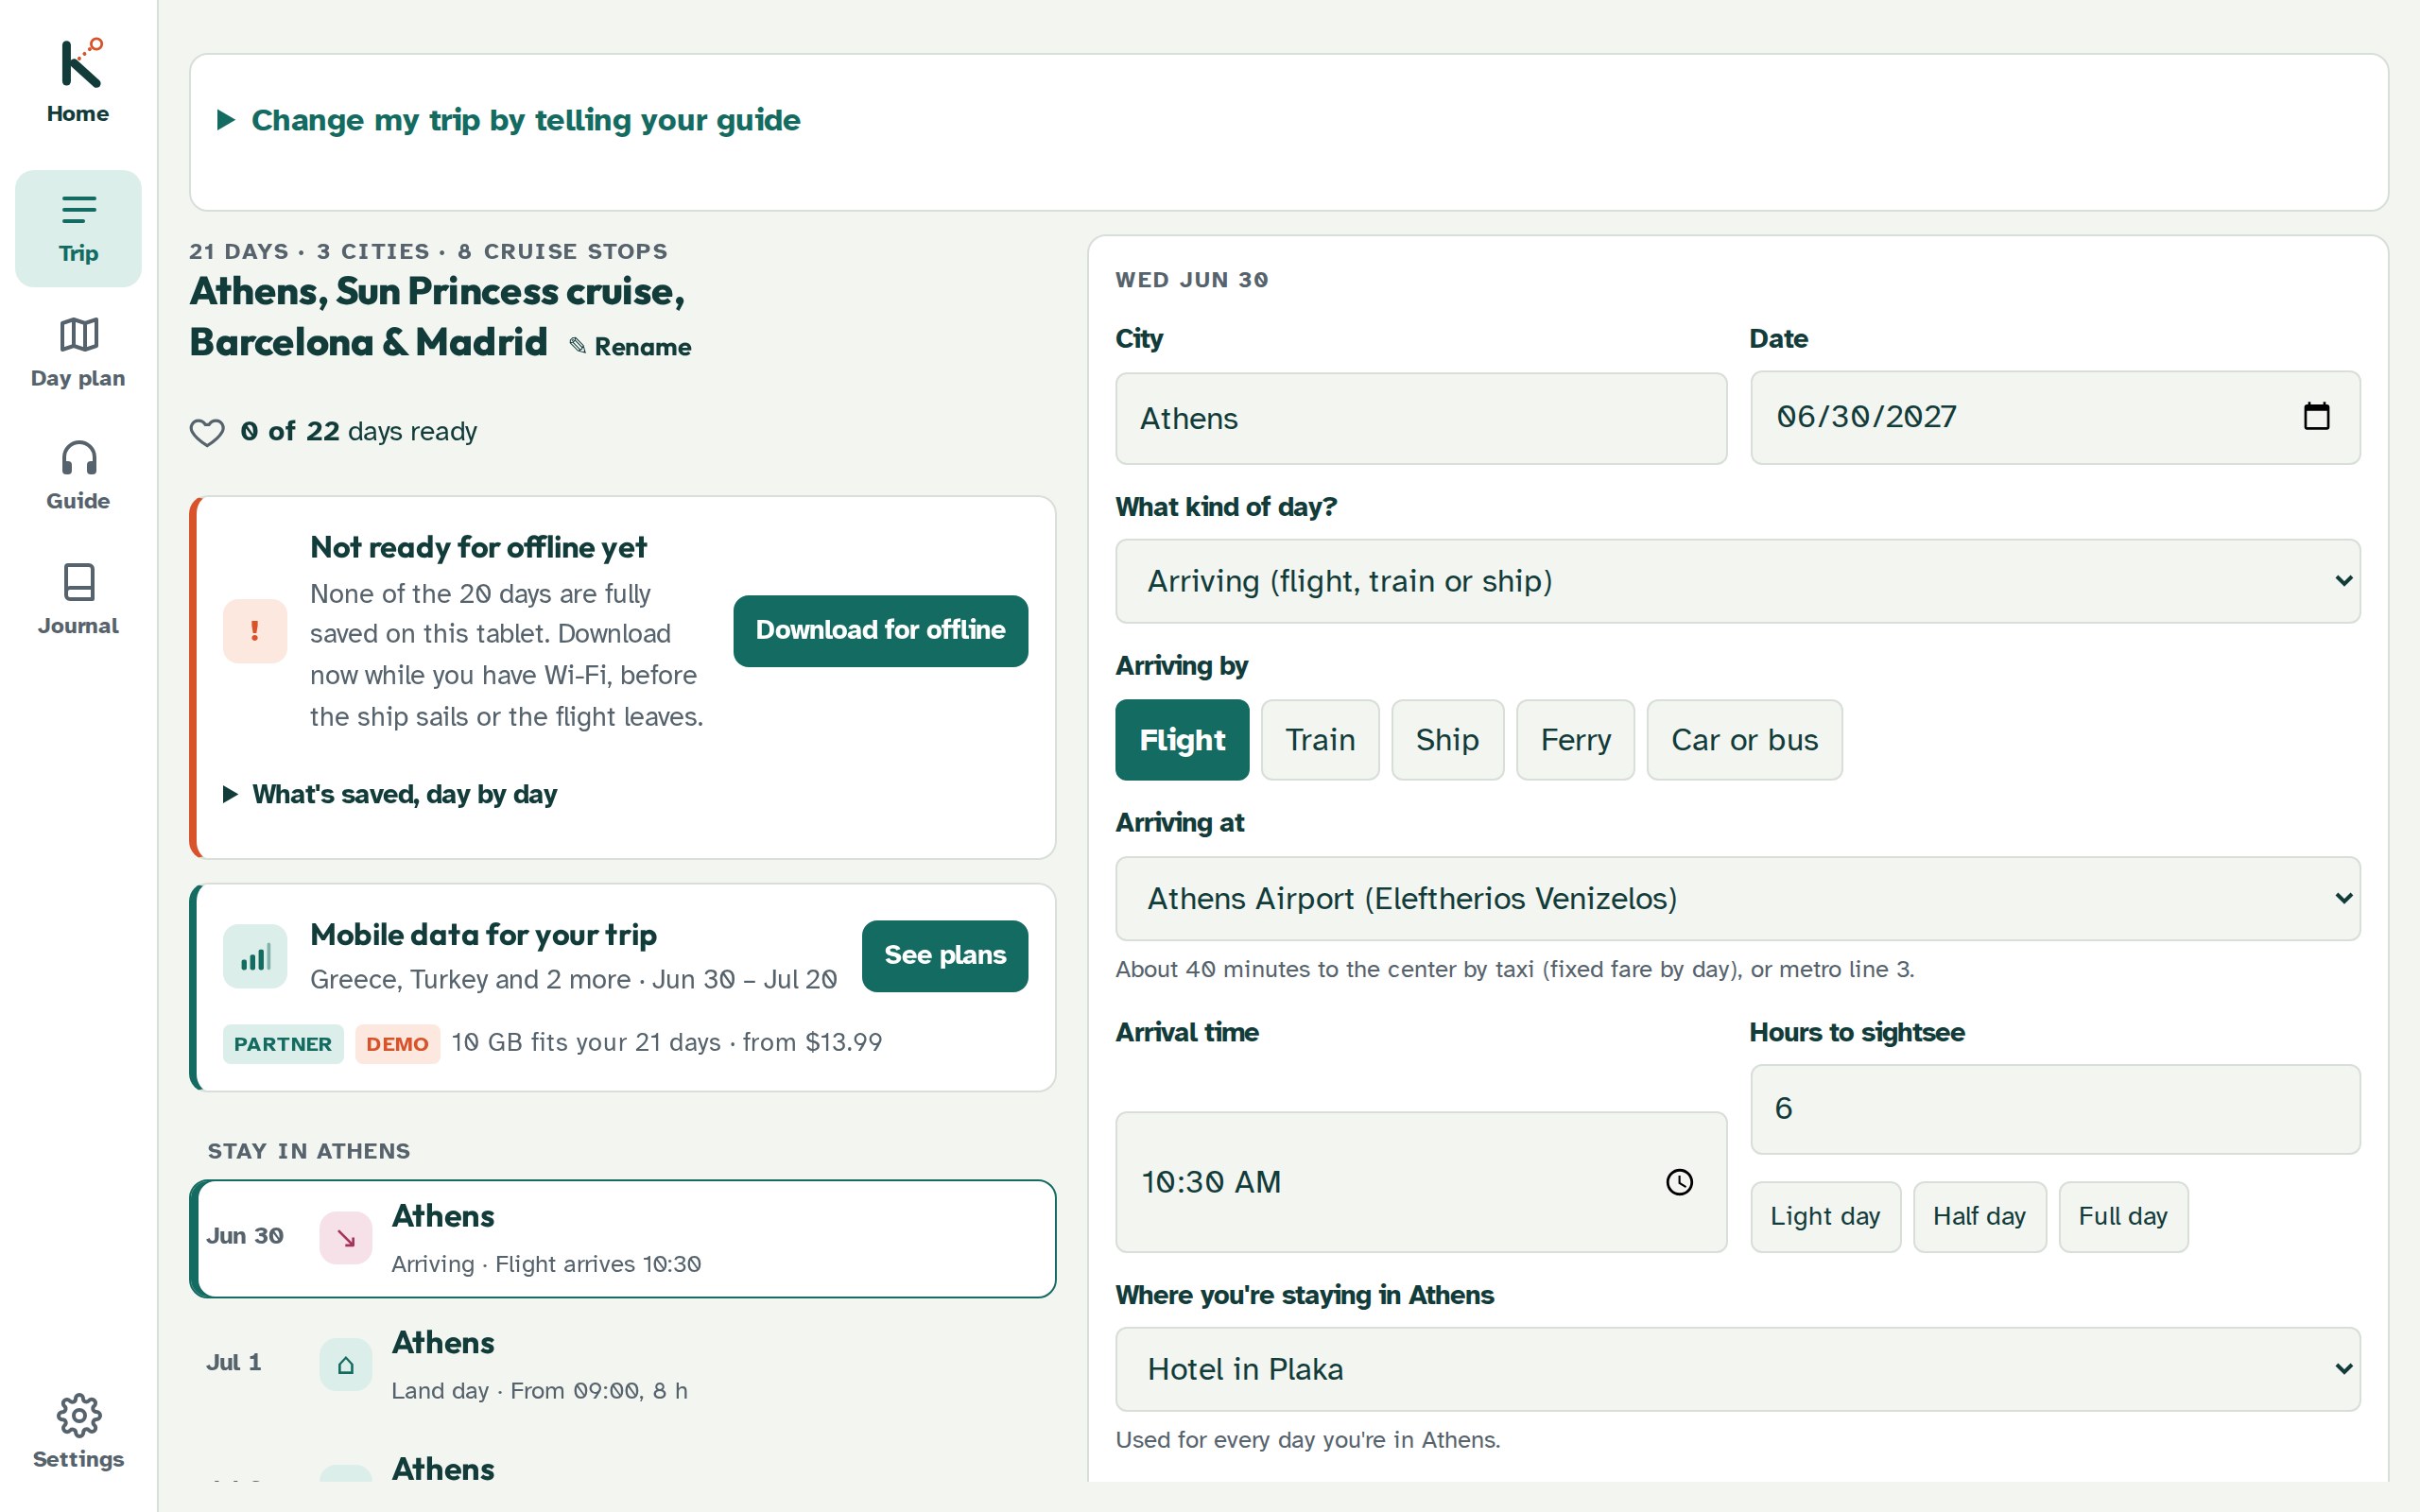 Home
Trip
Day plan
Guide
Journal
Settings
▶ Change my trip by telling your guide
21 DAYS · 3 CITIES · 8 CRUISE STOPS
Athens, Sun Princess cruise,
Barcelona & Madrid ✎ Rename
0 of 22 days ready
Not ready for offline yet
None of the 20 days are fully
saved on this tablet. Download
now while you have Wi-Fi, before
the ship sails or the flight leaves.
!
Download for offline
▶ What's saved, day by day
Mobile data for your trip
Greece, Turkey and 2 more · Jun 30 – Jul 20
See plans
PARTNER DEMO 10 GB fits your 21 days · from $13.99
STAY IN ATHENS
Jun 30
Athens
Arriving · Flight arrives 10:30
Jul 1
Athens
Land day · From 09:00, 8 h
Athens
WED JUN 30
City
Athens
Date
06/30/2027
What kind of day?
Arriving (flight, train or ship)
Arriving by
Flight Train Ship Ferry Car or bus
Arriving at
Athens Airport (Eleftherios Venizelos)
About 40 minutes to the center by taxi (fixed fare by day), or metro line 3.
Arrival time
10:30 AM
Hours to sightsee
6
Light day Half day Full day
Where you're staying in Athens
Hotel in Plaka
Used for every day you're in Athens.